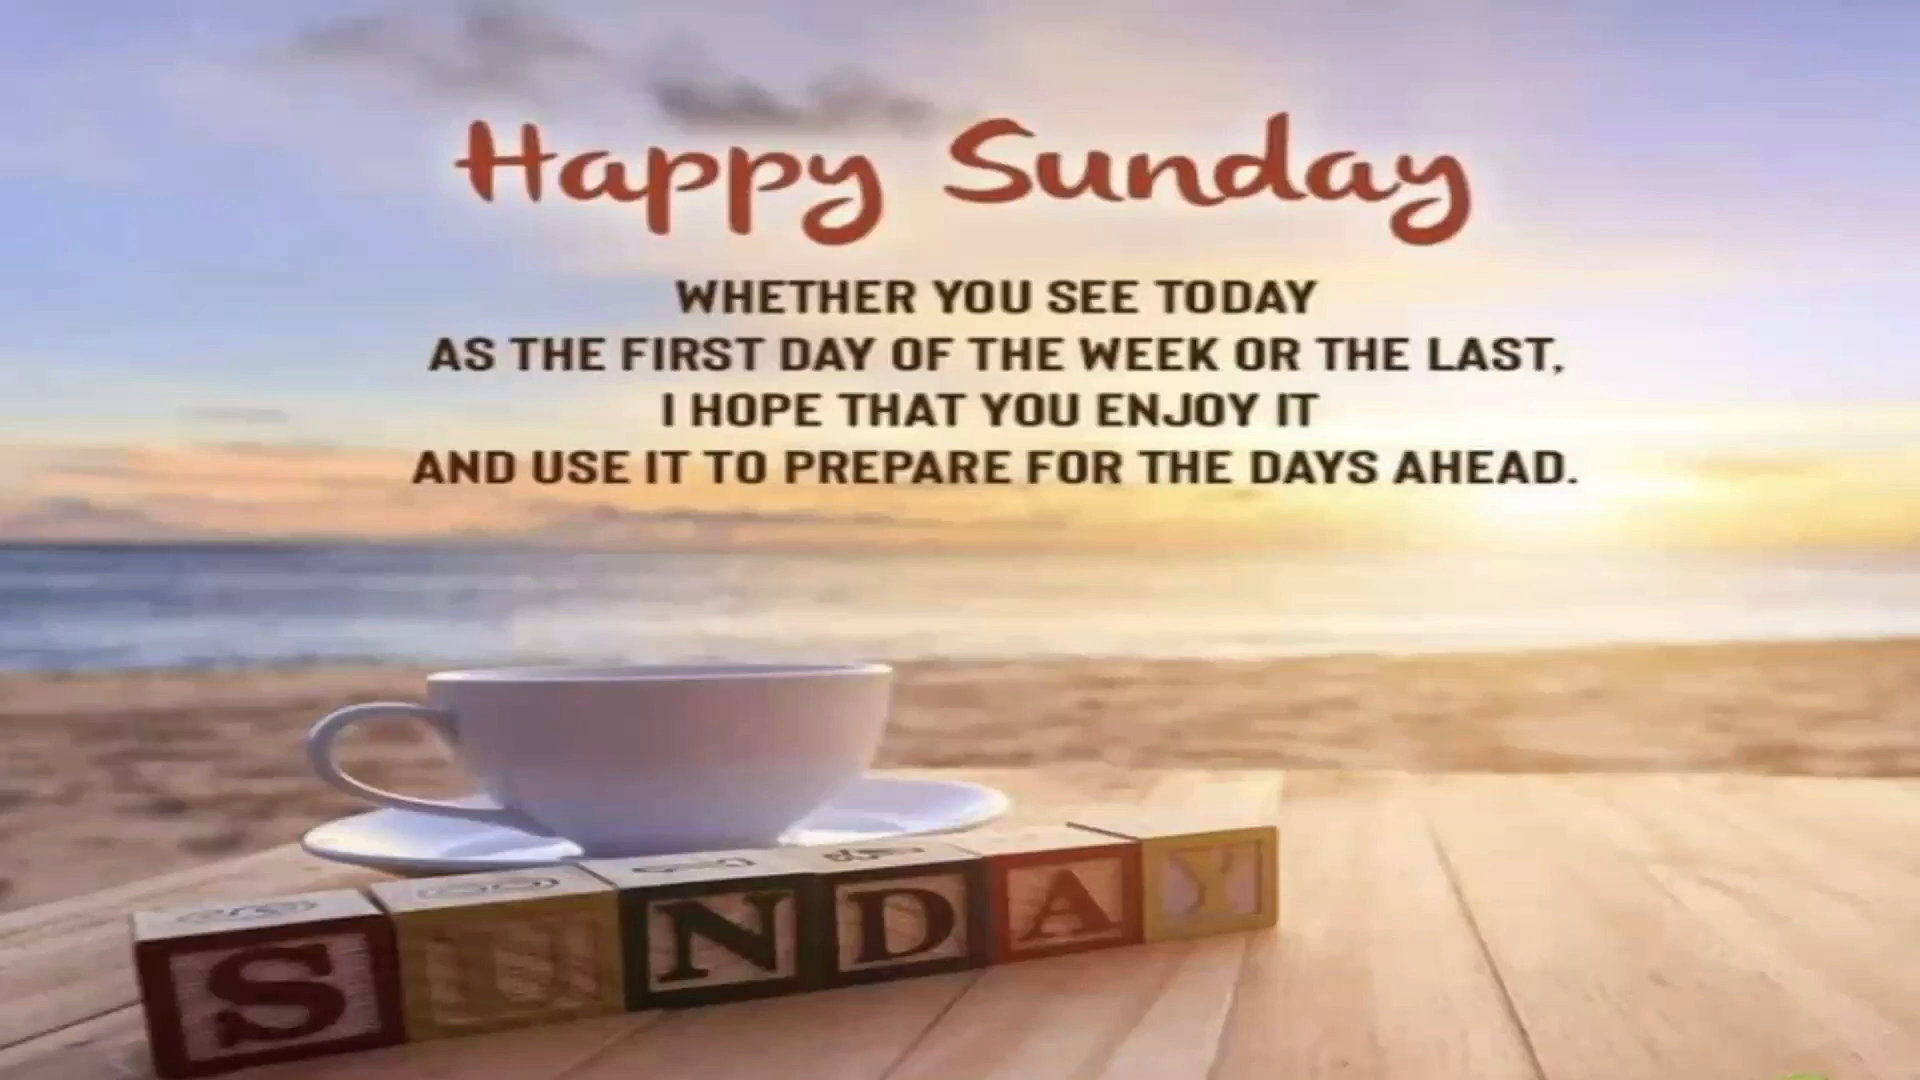 Happy Sunday
WHETHER YOU SEE TODAY
AS THE FIRST DAY OF THE WEEK OR THE LAST,
I HOPE THAT YOU ENJOY IT
AND USE IT TO PREPARE FOR THE DAYS AHEAD.
SUNDAY